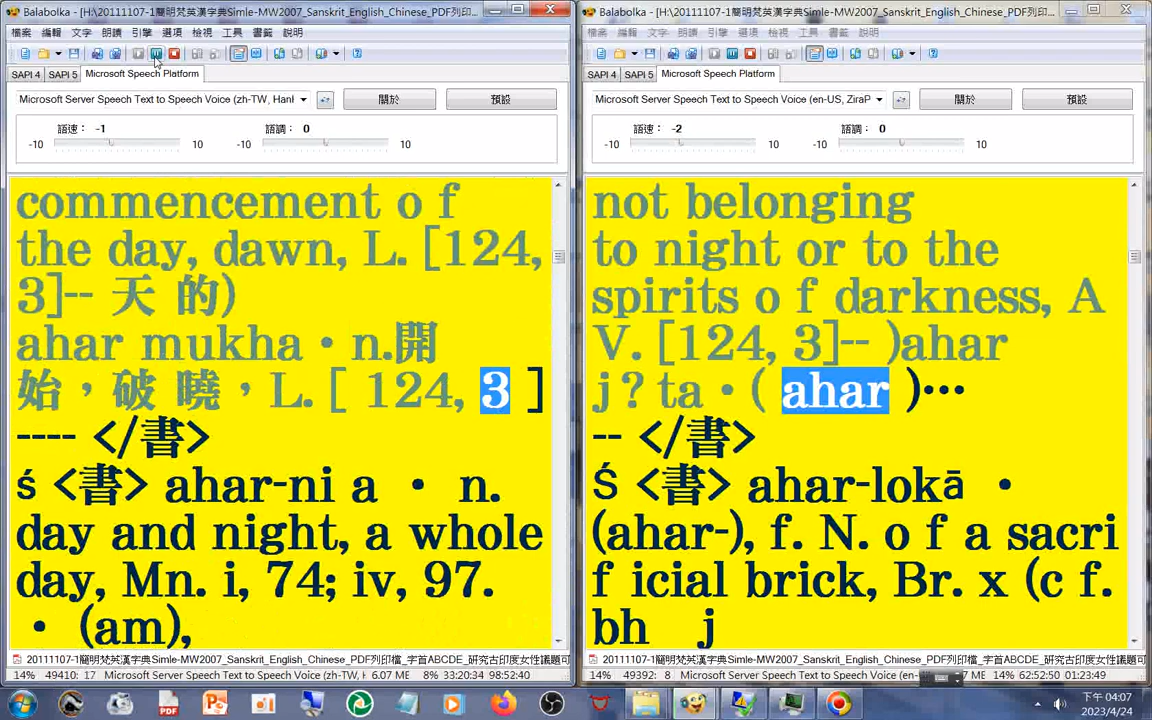 Balabolka - [H:\20111107-1簡明梵英漢字典Simle-MW2007_Sanskrit_English_Chinese_PDF列印...
檔案 編輯 文字 朗讀 引擎 選項 檢視 工具 書籤 說明
SAPI 4 SAPI 5 Microsoft Speech Platform
Microsoft Server Speech Text to Speech Voice (zh-TW, Hanl
關於 預設
語速： -1 語調： 0
-10 10 -10 10
commencement o f
the day, dawn, L. [124,
3]-- 天 的)
ahar mukha・n.開
始，破 曉，L. [ 124, 3 ]
---- </書>
ś <書> ahar-ni a ・ n.
day and night, a whole
day, Mn. i, 74; iv, 97.
・ (am),
20111107-1簡明梵英漢字典Simle-MW2007_Sanskrit_English_Chinese_PDF列印檔_字首ABCDE_研究古印度女性議題可
14% 49410: 17 Microsoft Server Speech Text to Speech Voice (zh-TW, H 6.07 ME 8% 33:20:34 98:52:40
Balabolka - [H:\20111107-1簡明梵英漢字典Simle-MW2007_Sanskrit_English_Chinese_PDF列印...
檔案 編輯 文字 朗讀 引擎 選項 檢視 工具 書籤 說明
SAPI 4 SAPI 5 Microsoft Speech Platform
Microsoft Server Speech Text to Speech Voice (en-US, ZiraP
關於 預設
語速： -2 語調： 0
-10 10 -10 10
not belonging
to night or to the
spirits o f darkness, A
V. [124, 3]-- )ahar
j？ta・( ahar )…
-- </書>
Ś <書> ahar-lokā ・
(ahar-), f. N. o f a sacri
f icial brick, Br. x (c f.
bh j
20111107-1簡明梵英漢字典Simle-MW2007_Sanskrit_English_Chinese_PDF列印檔_字首ABCDE_研究古印度女性議題可
14% 49392: 8 Microsoft Server Speech Text to Speech Voice (en-US, Z 14% 62:52:50 01:23:49
PDF
下午 04:07
2023/4/24